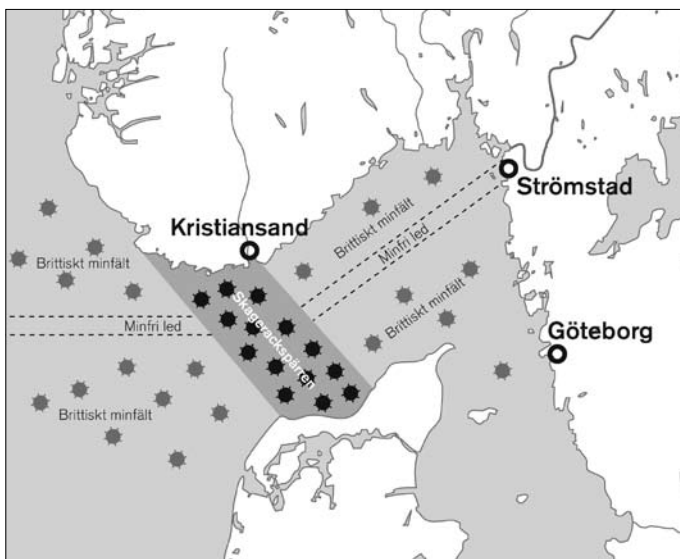 Strömstad
Kristiansand
Brittiskt minfält
Minfri led
Brittiskt minfält
Skagerackspärren
Minfri led
Brittiskt minfält
Göteborg
Brittiskt minfält